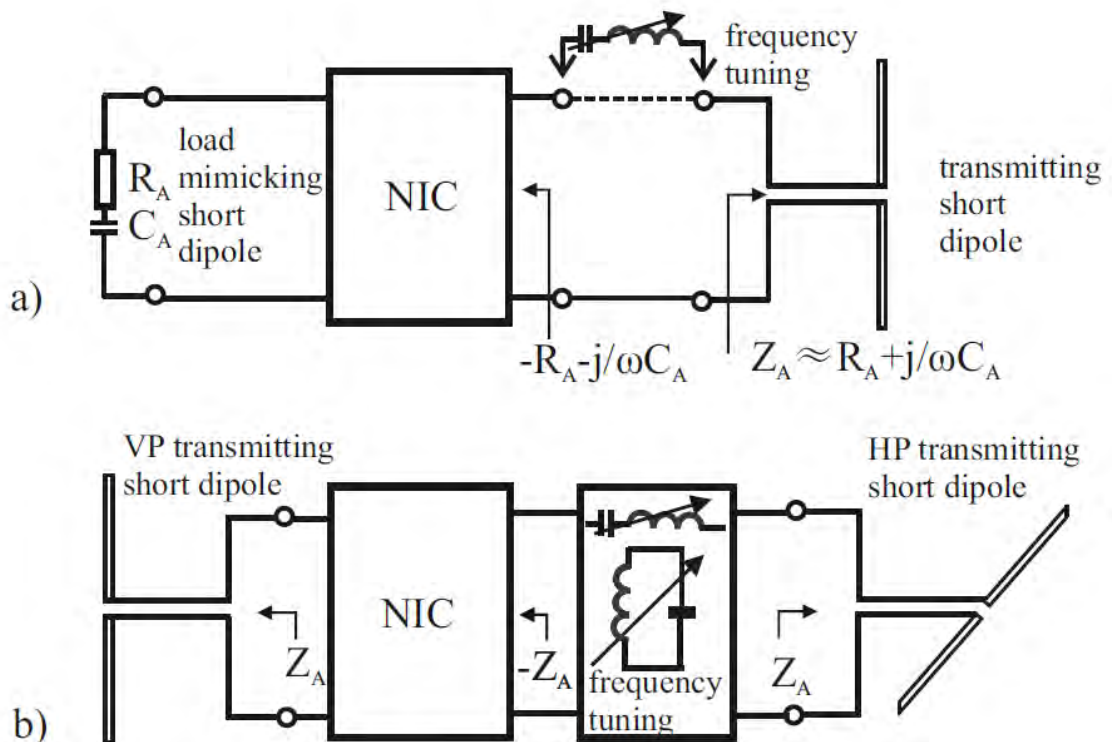 frequency
tuning
load
R_A mimicking
C_A short
dipole
NIC
transmitting
short
dipole
a)
-R_A-j/ωC_A
Z_A≈R_A+j/ωC_A
VP transmitting
short dipole
HP transmitting
short dipole
NIC
Z_A
-Z_A
Z_A
frequency
tuning
b)